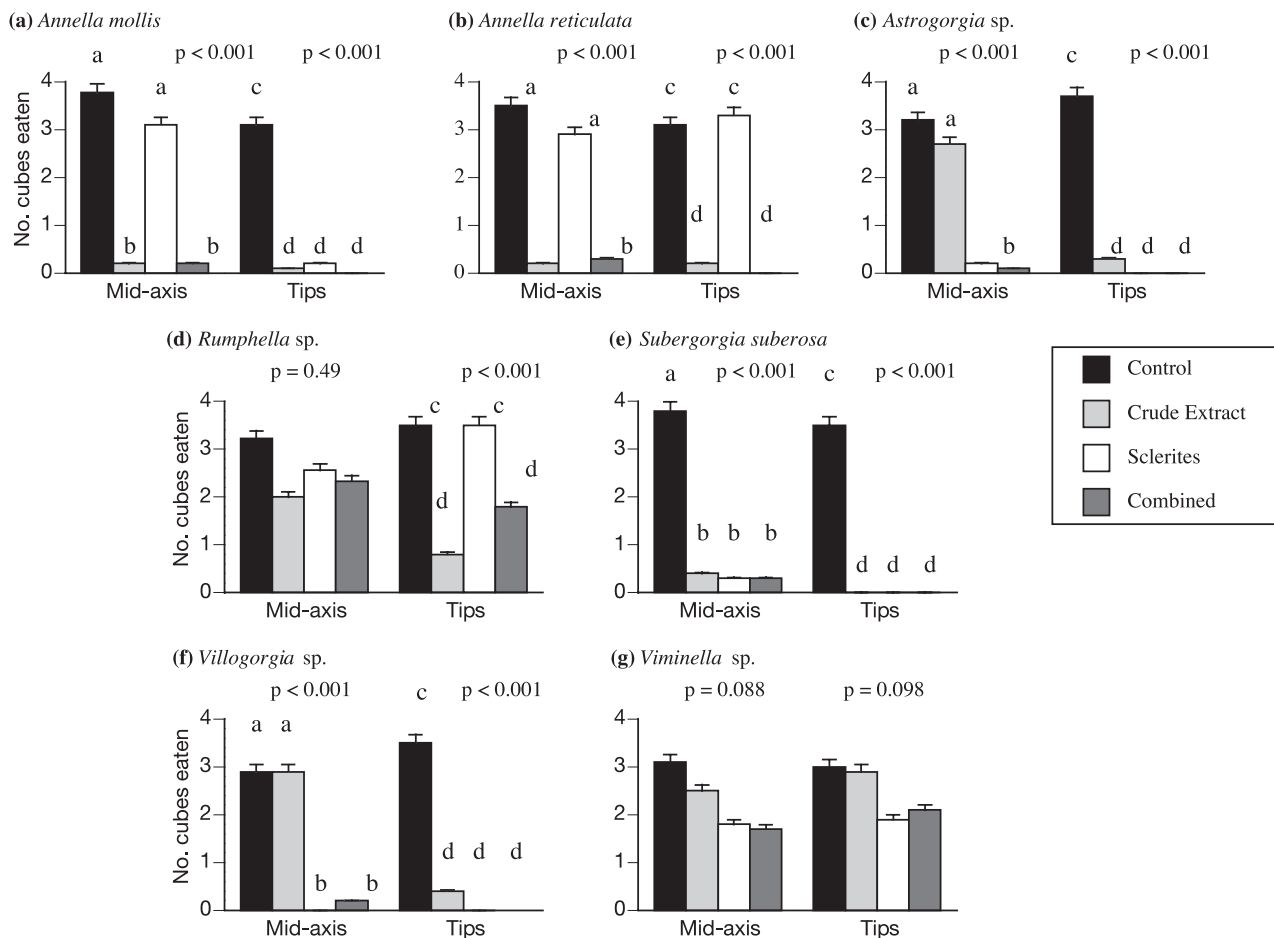 (a) Annella mollis
p < 0.001 p < 0.001
a a c
b b d d d
4
3
2
1
0
No. cubes eaten
Mid-axis Tips
(b) Annella reticulata
p < 0.001 p < 0.001
a a c c
b d d
4
3
2
1
0
Mid-axis Tips
(c) Astrogorgia sp.
p < 0.001 p < 0.001
a a c
b d d d
4
3
2
1
0
Mid-axis Tips
(d) Rumphella sp.
p = 0.49 p < 0.001
c c
d d
4
3
2
1
0
No. cubes eaten
Mid-axis Tips
(e) Subergorgia suberosa
a p < 0.001 c p < 0.001
b b b d d d
4
3
2
1
0
Mid-axis Tips
Control
Crude Extract
Sclerites
Combined
(f) Villogorgia sp.
p < 0.001 p < 0.001
a a c
b b d d d
4
3
2
1
0
No. cubes eaten
Mid-axis Tips
(g) Viminella sp.
p = 0.088 p = 0.098
4
3
2
1
0
Mid-axis Tips